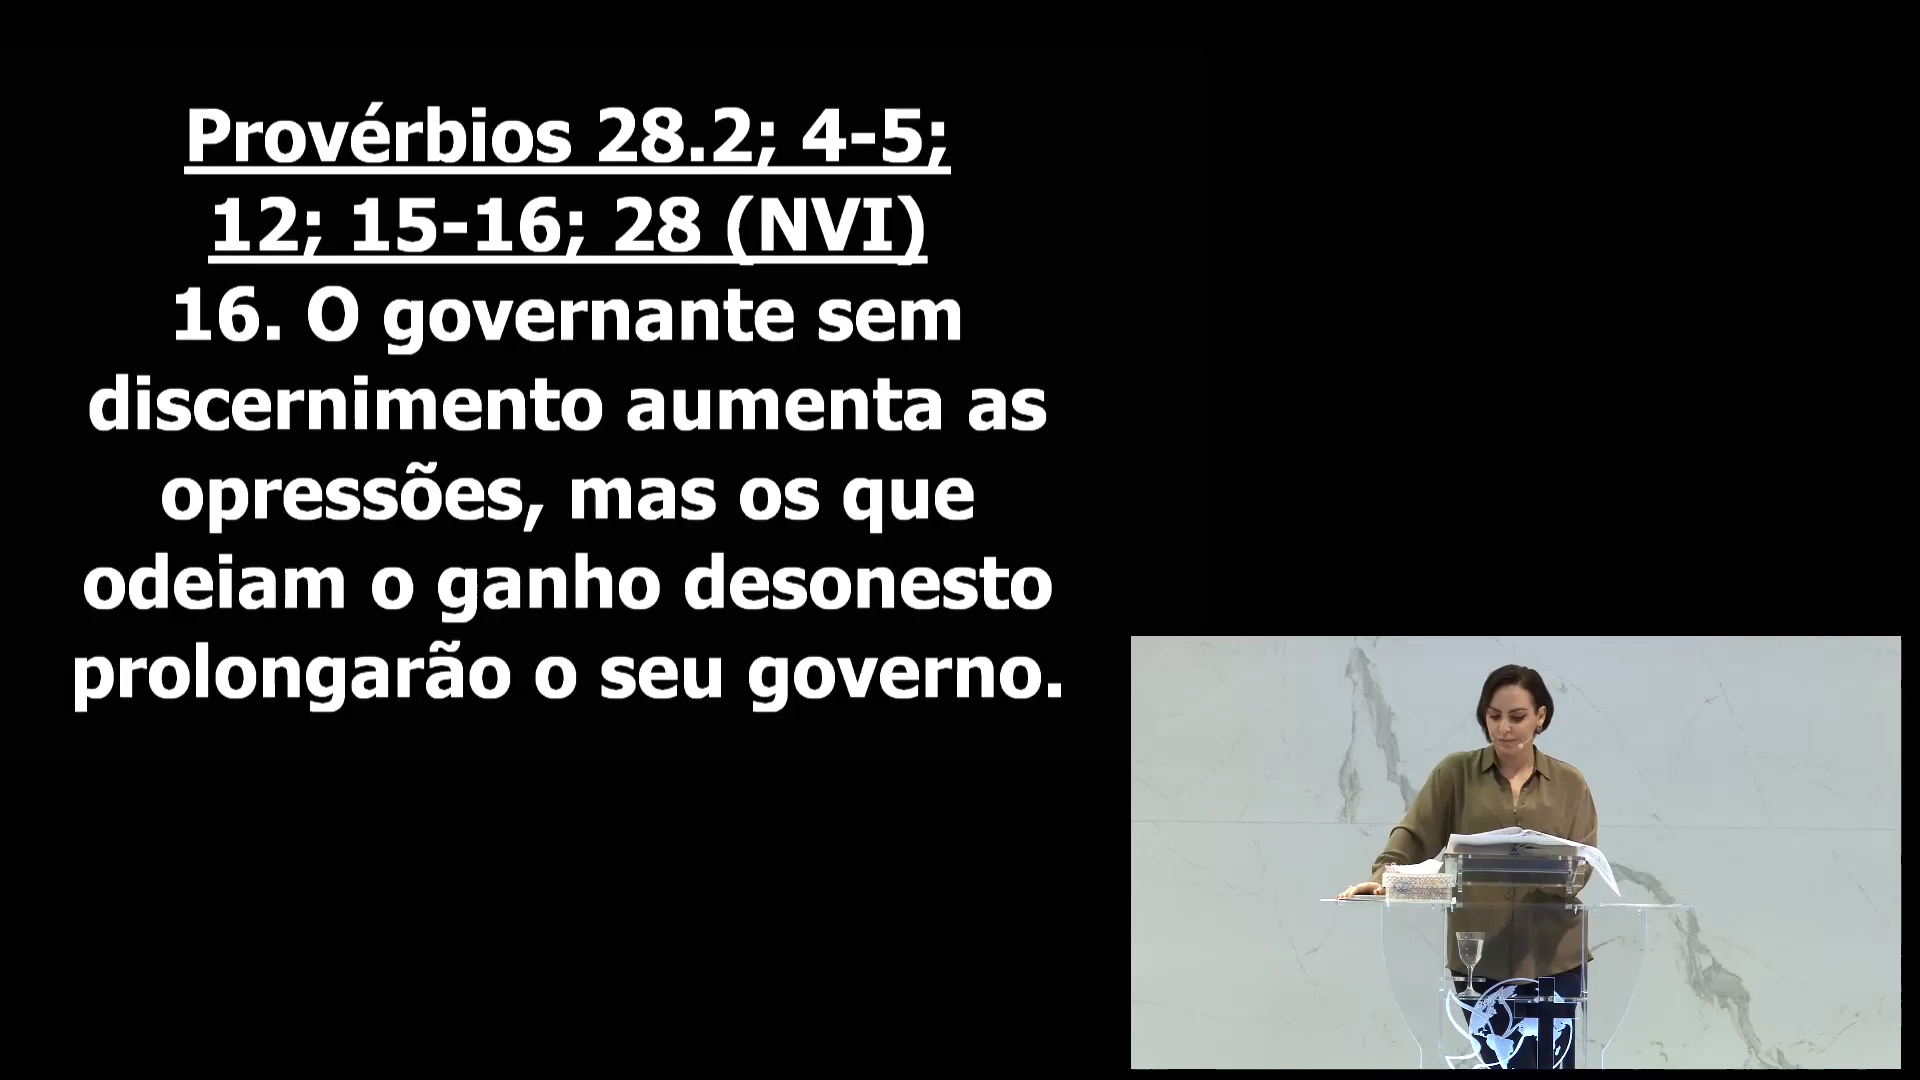 Provérbios 28.2; 4-5;
12; 15-16; 28 (NVI)
16. O governante sem
discernimento aumenta as
opressões, mas os que
odeiam o ganho desonesto
prolongarão o seu governo.